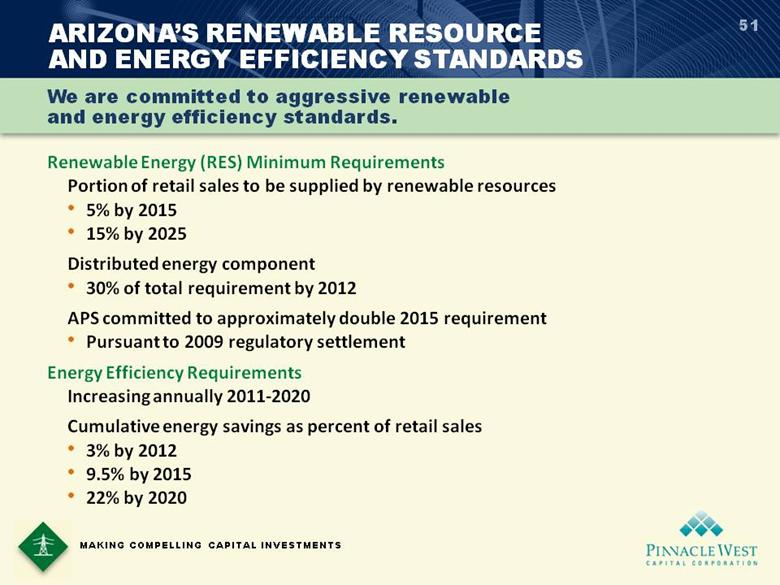 51
ARIZONA'S RENEWABLE RESOURCE
AND ENERGY EFFICIENCY STANDARDS
We are committed to aggressive renewable
and energy efficiency standards.
Renewable Energy (RES) Minimum Requirements
Portion of retail sales to be supplied by renewable resources
• 5% by 2015
• 15% by 2025
Distributed energy component
• 30% of total requirement by 2012
APS committed to approximately double 2015 requirement
• Pursuant to 2009 regulatory settlement
Energy Efficiency Requirements
Increasing annually 2011-2020
Cumulative energy savings as percent of retail sales
• 3% by 2012
• 9.5% by 2015
• 22% by 2020
MAKING COMPELLING CAPITAL INVESTMENTS
PINNACLE WEST
CAPITAL CORPORATION